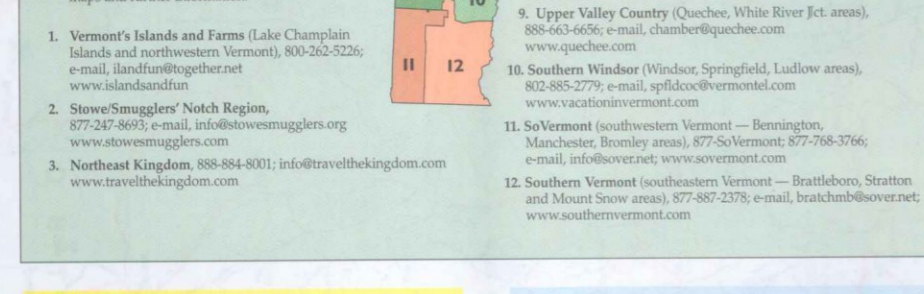 1. Vermont's Islands and Farms (Lake Champlain
Islands and northwestern Vermont), 800-262-5226;
e-mail, ilandfun@together.net
www.islandsandfun
2. Stowe/Smugglers' Notch Region,
877-247-8693; e-mail, info@stowesmugglers.org
www.stowesmugglers.com
3. Northeast Kingdom, 888-884-8001; info@travelthekingdom.com
www.travelthekingdom.com
10
11
12
9. Upper Valley Country (Quechee, White River Jct. areas),
888-663-6656; e-mail, chamber@quechee.com
www.quechee.com
10. Southern Windsor (Windsor, Springfield, Ludlow areas),
802-885-2779; e-mail, spfldcoc@vermontel.com
www.vacationinvermont.com
11. SoVermont (southwestern Vermont — Bennington,
Manchester, Bromley areas), 877-SoVermont; 877-768-3766;
e-mail, info@sover.net; www.sovermont.com
12. Southern Vermont (southeastern Vermont — Brattleboro, Stratton
and Mount Snow areas), 877-887-2378; e-mail, bratchmb@sover.net;
www.southernvermont.com